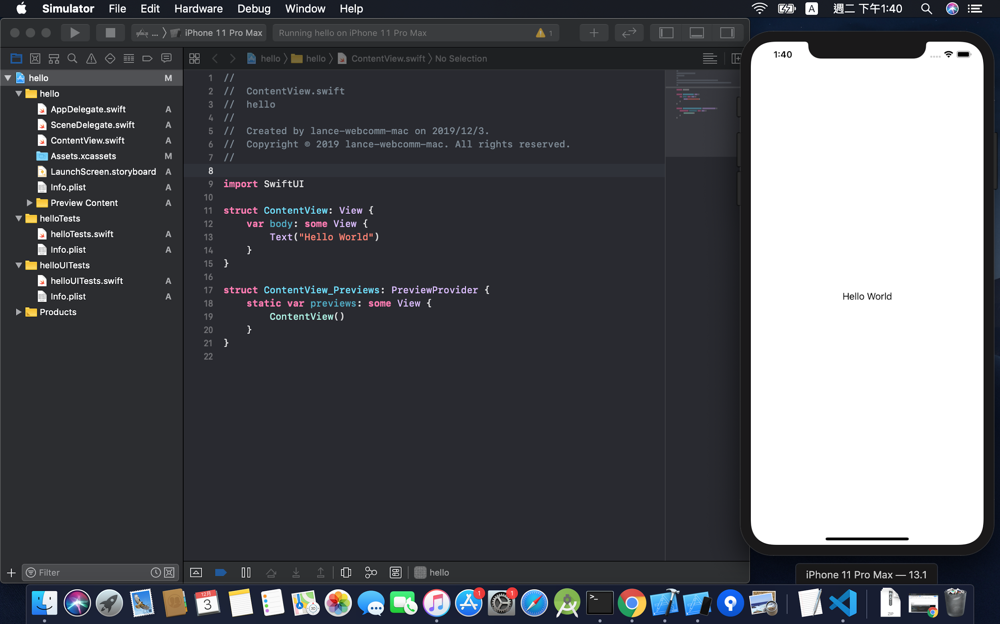 Simulator File Edit Hardware Debug Window Help
A 週二 下午1:40
... iPhone 11 Pro Max
Running hello on iPhone 11 Pro Max
1
hello hello ContentView.swift No Selection
hello M
hello
AppDelegate.swift A
SceneDelegate.swift A
ContentView.swift A
Assets.xcassets M
LaunchScreen.storyboard A
Info.plist A
Preview Content A
helloTests
helloTests.swift A
Info.plist A
helloUITests
helloUITests.swift A
Info.plist A
Products
Filter
1 //
2 //  ContentView.swift
3 //  hello
4 //
5 //  Created by lance-webcomm-mac on 2019/12/3.
6 //  Copyright © 2019 lance-webcomm-mac. All rights reserved.
7 //
8
9 import SwiftUI
10
11 struct ContentView: View {
12     var body: some View {
13         Text("Hello World")
14     }
15 }
16
17 struct ContentView_Previews: PreviewProvider {
18     static var previews: some View {
19         ContentView()
20     }
21 }
22
hello
1:40
Hello World
iPhone 11 Pro Max — 13.1
12月
3
3D
1
1
>_
ZIP